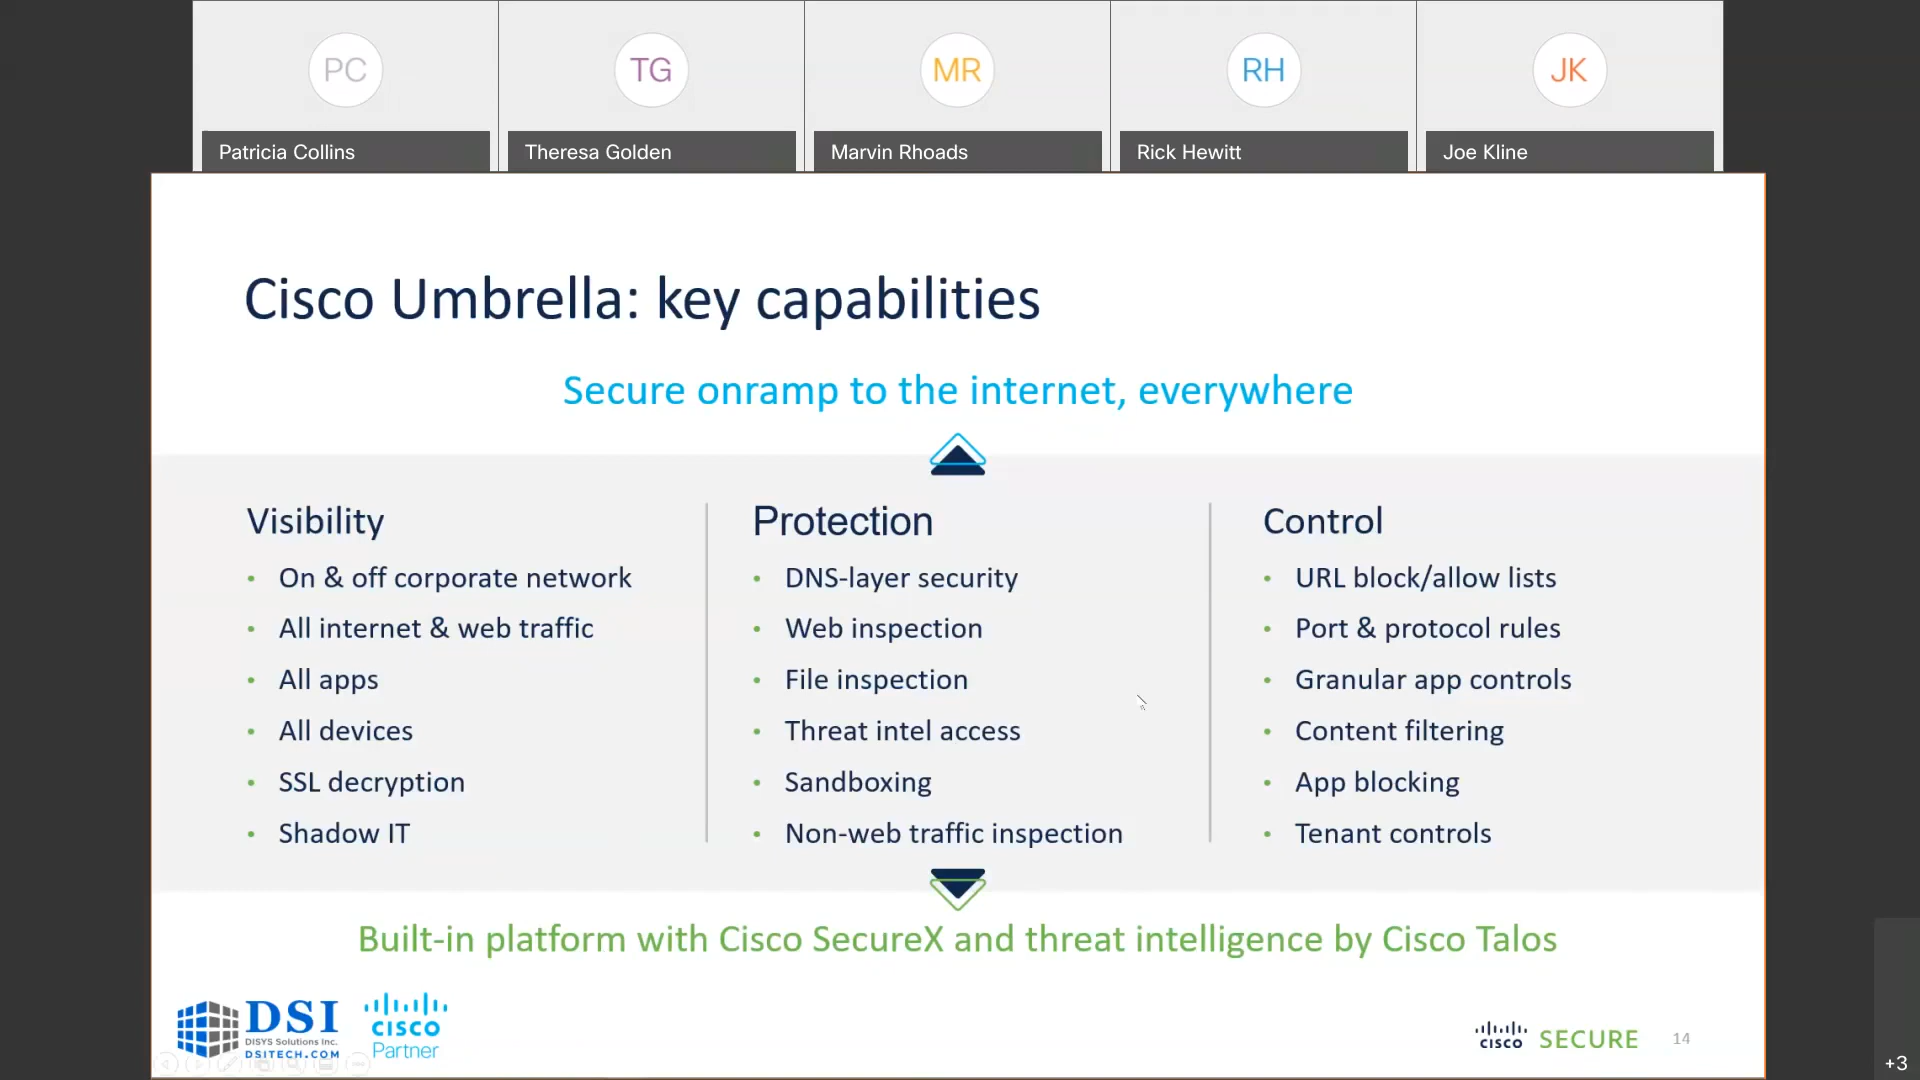 PC
TG
MR
RH
JK
Patricia Collins
Theresa Golden
Marvin Rhoads
Rick Hewitt
Joe Kline
Cisco Umbrella: key capabilities
Secure onramp to the internet, everywhere
Visibility
• On & off corporate network
• All internet & web traffic
• All apps
• All devices
• SSL decryption
• Shadow IT
Protection
• DNS-layer security
• Web inspection
• File inspection
• Threat intel access
• Sandboxing
• Non-web traffic inspection
Control
• URL block/allow lists
• Port & protocol rules
• Granular app controls
• Content filtering
• App blocking
• Tenant controls
Built-in platform with Cisco SecureX and threat intelligence by Cisco Talos
DSI
DISYS Solutions Inc.
DSITECH.COM
CISCO
Partner
CISCO SECURE
14
+3